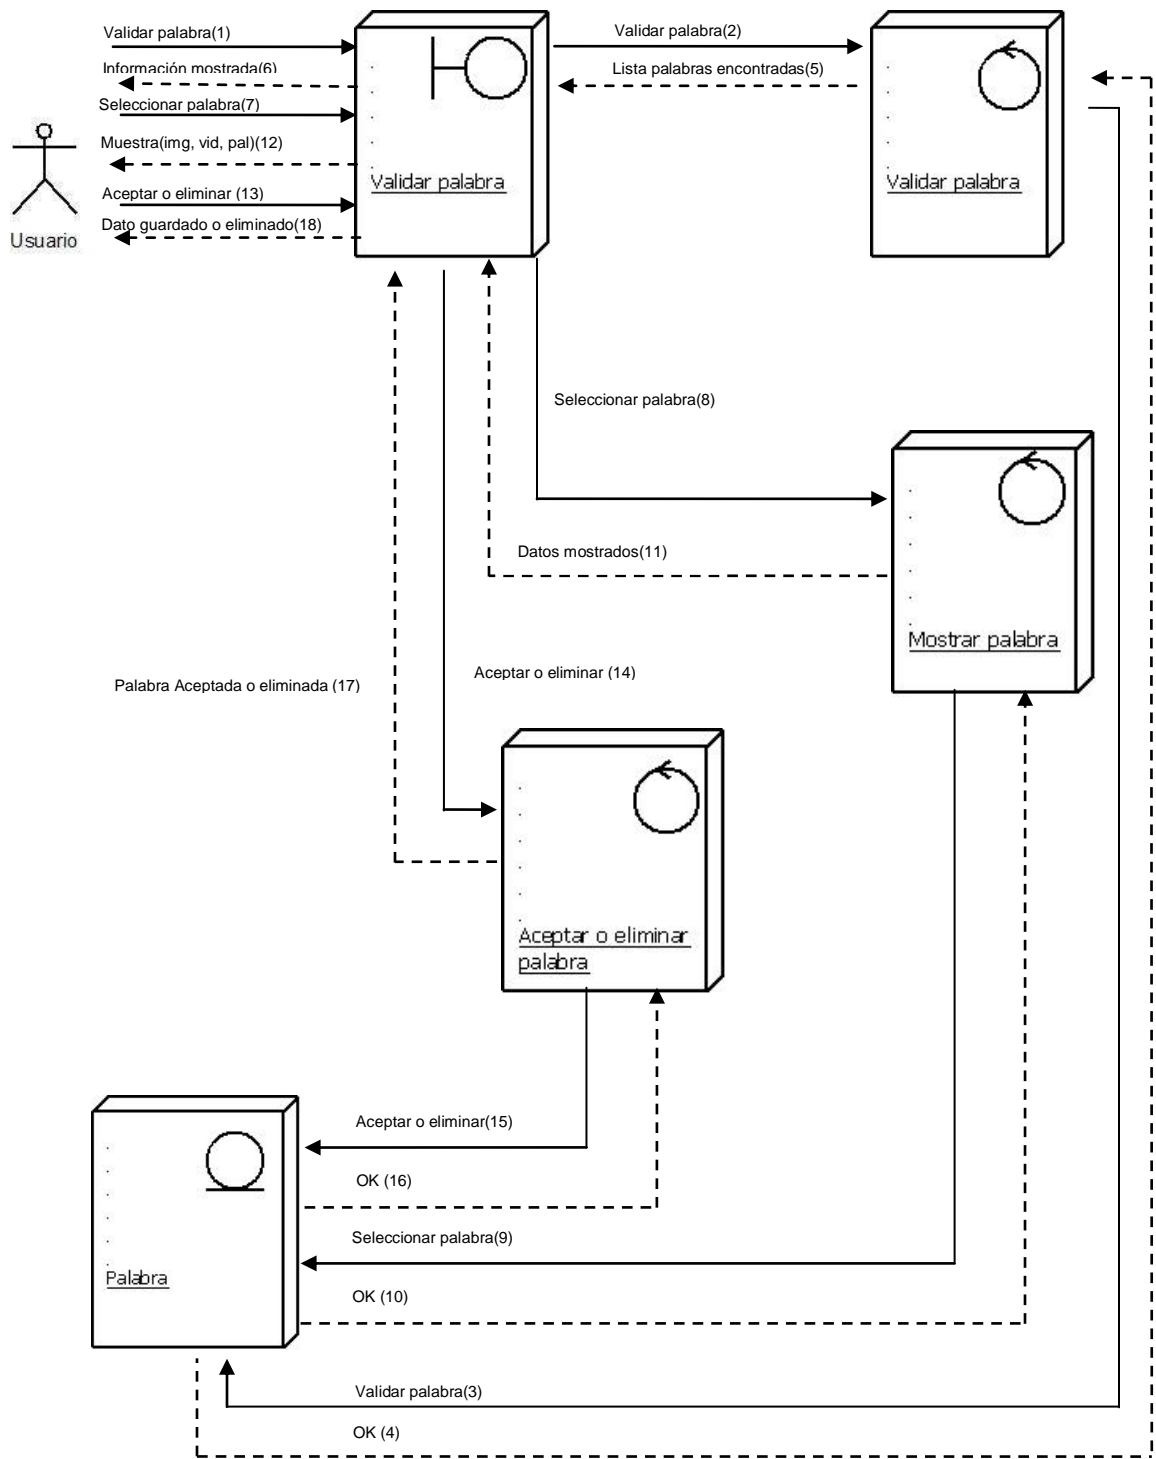 Validar palabra(1)
Validar palabra(2)
Información mostrada(6)
Lista palabras encontradas(5)
Seleccionar palabra(7)
Muestra(img, vid, pal)(12)
Validar palabra
Validar palabra
Aceptar o eliminar (13)
Dato guardado o eliminado(18)
Usuario
Seleccionar palabra(8)
Datos mostrados(11)
Mostrar palabra
Aceptar o eliminar (14)
Palabra Aceptada o eliminada (17)
Aceptar o eliminar
palabra
Aceptar o eliminar(15)
OK (16)
Seleccionar palabra(9)
Palabra
OK (10)
Validar palabra(3)
OK (4)